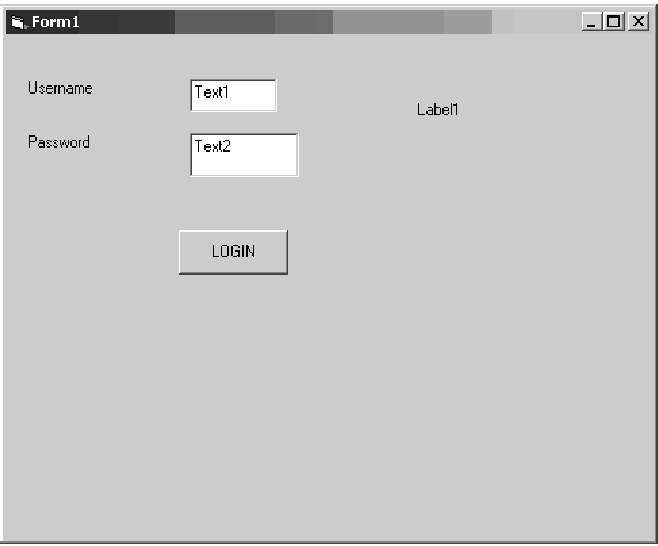 Form1
Username
Text1
Label1
Password
Text2
LOGIN